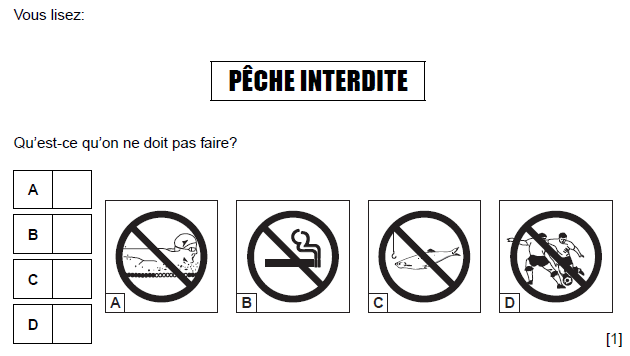 Vous lisez:
PÊCHE INTERDITE
Qu'est-ce qu'on ne doit pas faire?
A
B
C
D
A B C D
[1]